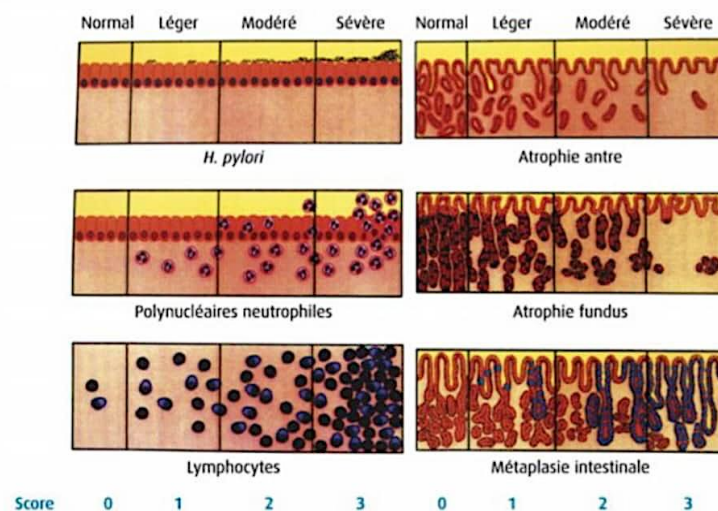 Normal Léger Modéré Sévère Normal Léger Modéré Sévère
H. pylori Atrophie antre
Polynucléaires neutrophiles Atrophie fundus
Lymphocytes Métaplasie intestinale
Score 0 1 2 3 0 1 2 3